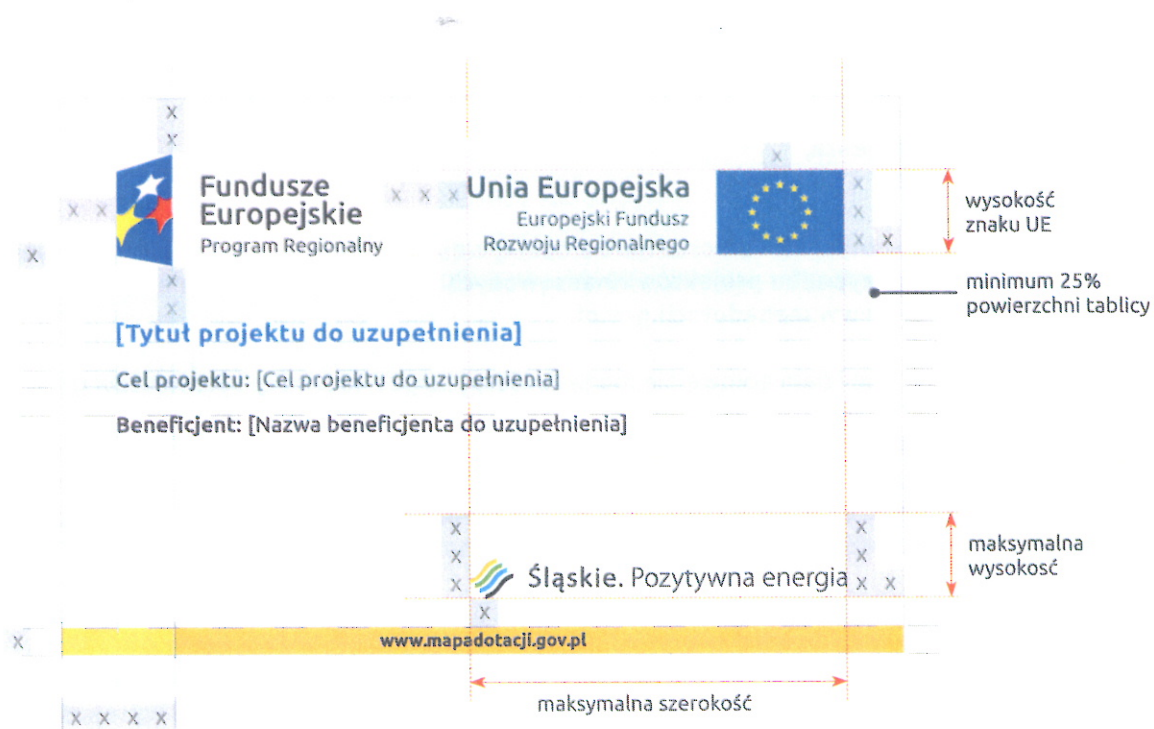 X
X
X
Fundusze
Europejskie
Program Regionalny
X X
X
X X X
Unia Europejska
Europejski Fundusz
Rozwoju Regionalnego
X
X
X X
wysokość
znaku UE
minimum 25%
powierzchni tablicy
X
X
[Tytuł projektu do uzupełnienia]
Cel projektu: [Cel projektu do uzupełnienia]
Beneficjent: [Nazwa beneficjenta do uzupełnienia]
X
X
X
X
X
X X
Śląskie. Pozytywna energia
maksymalna
wysokosć
X
X
www.mapadotacji.gov.pl
maksymalna szerokość
X X X X